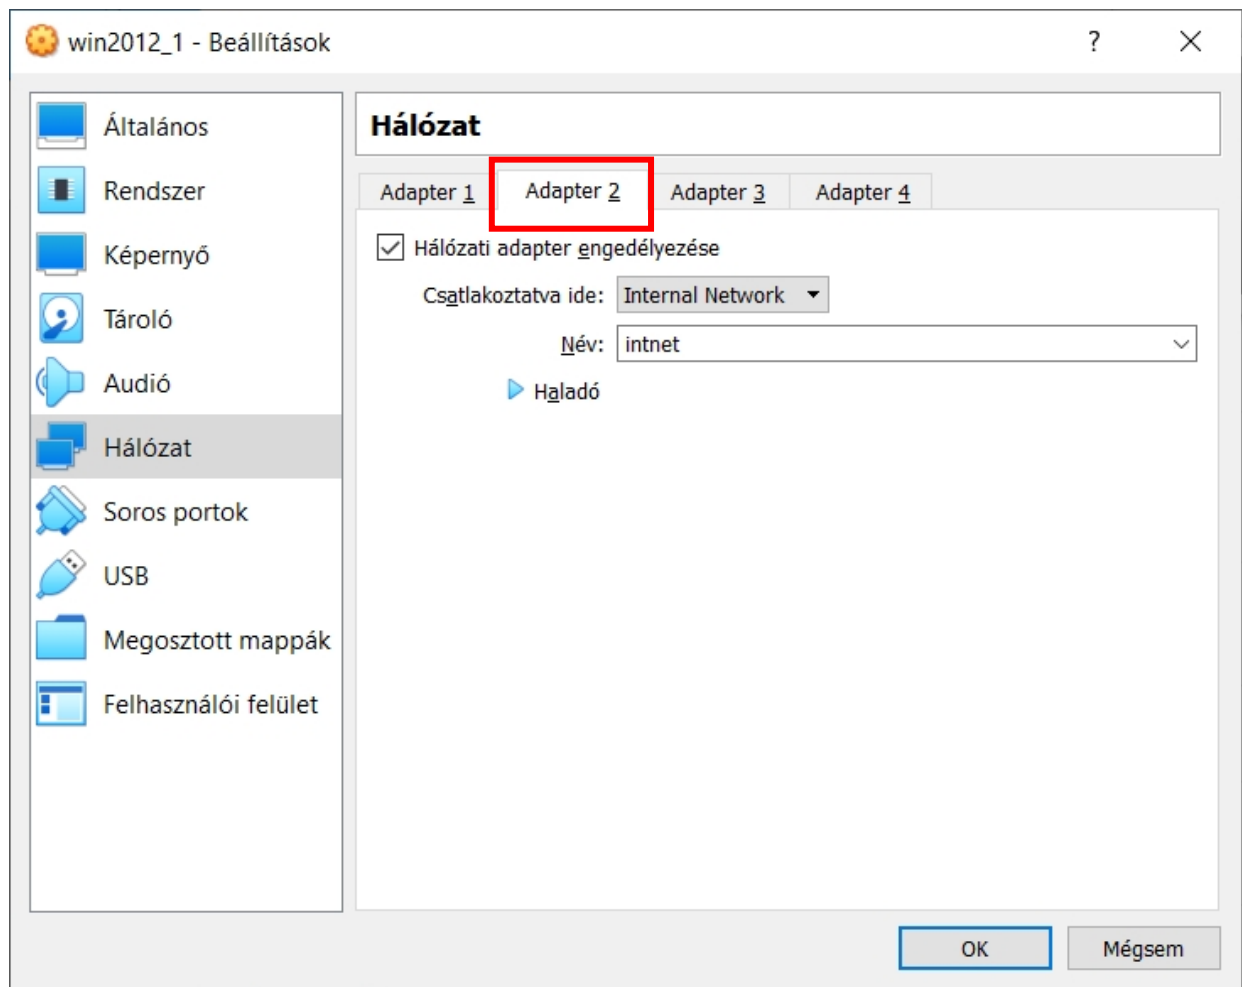 win2012_1 - Beállítások
?
Általános
Rendszer
Képernyő
Tároló
Audió
Hálózat
Soros portok
USB
Megosztott mappák
Felhasználói felület
Hálózat
Adapter 1 Adapter 2 Adapter 3 Adapter 4
Hálózati adapter engedélyezése
Csatlakoztatva ide: Internal Network
Név: intnet
Haladó
OK Mégsem